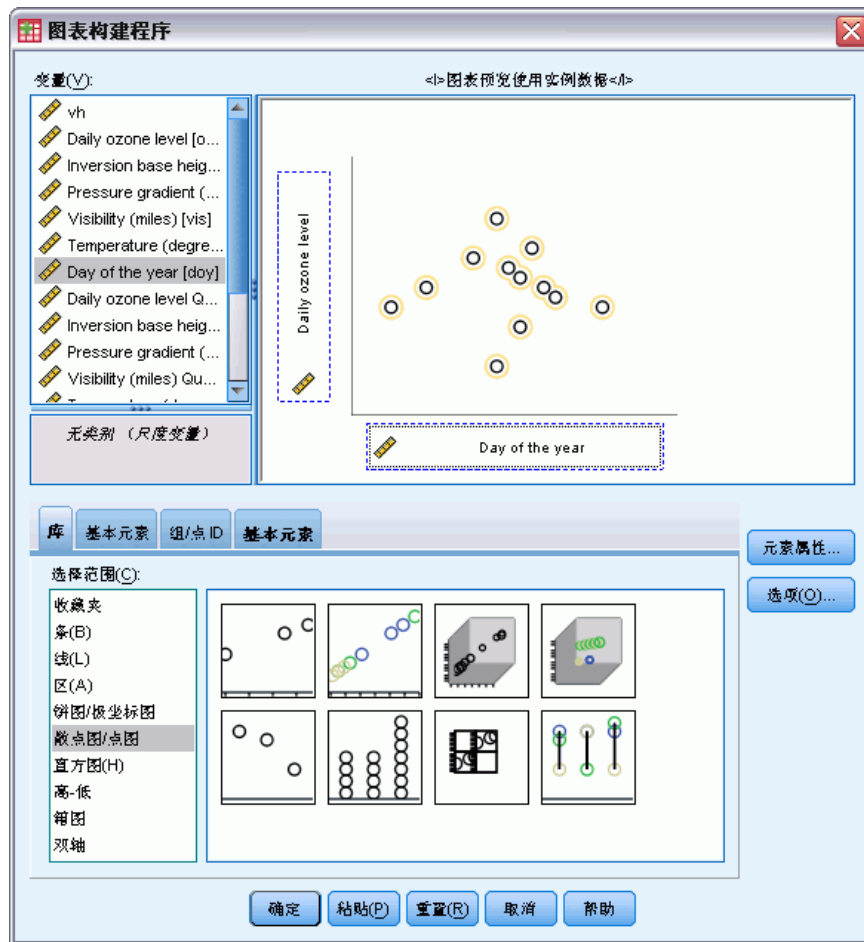 图表构建程序
变量(V):
<I>图表预览使用实例数据</I>
vh
Daily ozone level [o...
Inversion base heig...
Pressure gradient (...
Visibility (miles) [vis]
Temperature (degre...
Day of the year [doy]
Daily ozone level Q...
Inversion base heig...
Pressure gradient (...
Visibility (miles) Qu...
无类别 (尺度变量)
Daily ozone level
Day of the year
库
基本元素
组/点 ID
基本元素
元素属性...
选项(O)...
选择范围(C):
收藏夹
条(B)
线(L)
区(A)
饼图/极坐标图
散点图/点图
直方图(H)
高-低
箱图
双轴
确定
粘贴(P)
重置(R)
取消
帮助